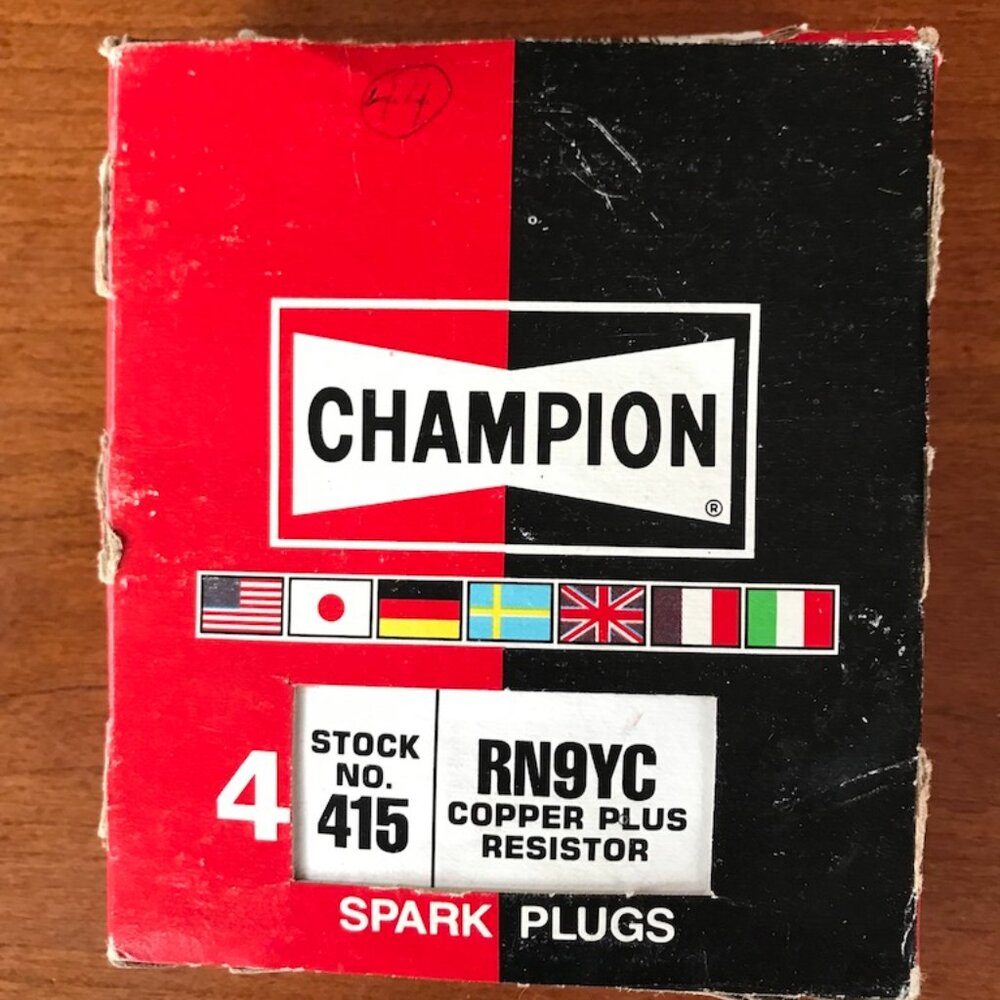 CHAMPION
®
4
STOCK
NO.
415
RN9YC
COPPER PLUS
RESISTOR
SPARK PLUGS